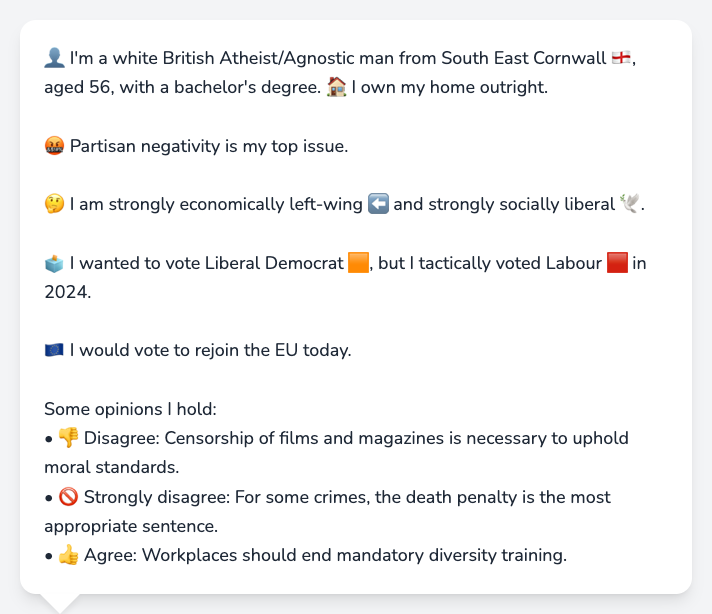 👤 I'm a white British Atheist/Agnostic man from South East Cornwall 🏴󠁧󠁢󠁥󠁮󠁧󠁿,
aged 56, with a bachelor's degree. 🏠 I own my home outright.
🤬 Partisan negativity is my top issue.
🤔 I am strongly economically left-wing ⬅️ and strongly socially liberal 🕊️.
🗳️ I wanted to vote Liberal Democrat 🟧, but I tactically voted Labour 🟥 in
2024.
🇪🇺 I would vote to rejoin the EU today.
Some opinions I hold:
• 👎 Disagree: Censorship of films and magazines is necessary to uphold
moral standards.
• 🚫 Strongly disagree: For some crimes, the death penalty is the most
appropriate sentence.
• 👍 Agree: Workplaces should end mandatory diversity training.